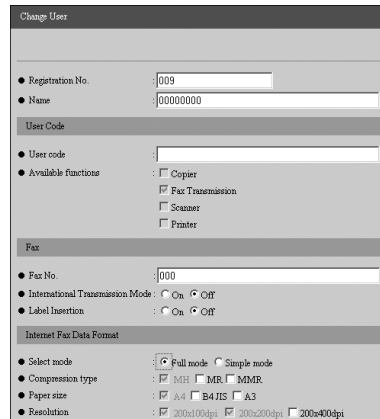 Change User
Registration No. : 009
Name : 00000000
User Code
User code :
Available functions : Copier
Fax Transmission
Scanner
Printer
Fax
Fax No. : 000
International Transmission Mode : On Off
Label Insertion : On Off
Internet Fax Data Format
Select mode : Full mode Simple mode
Compression type : MH MR MMR
Paper size : A4 B4 JIS A3
Resolution : 200x100dpi 200x200dpi 200x400dpi